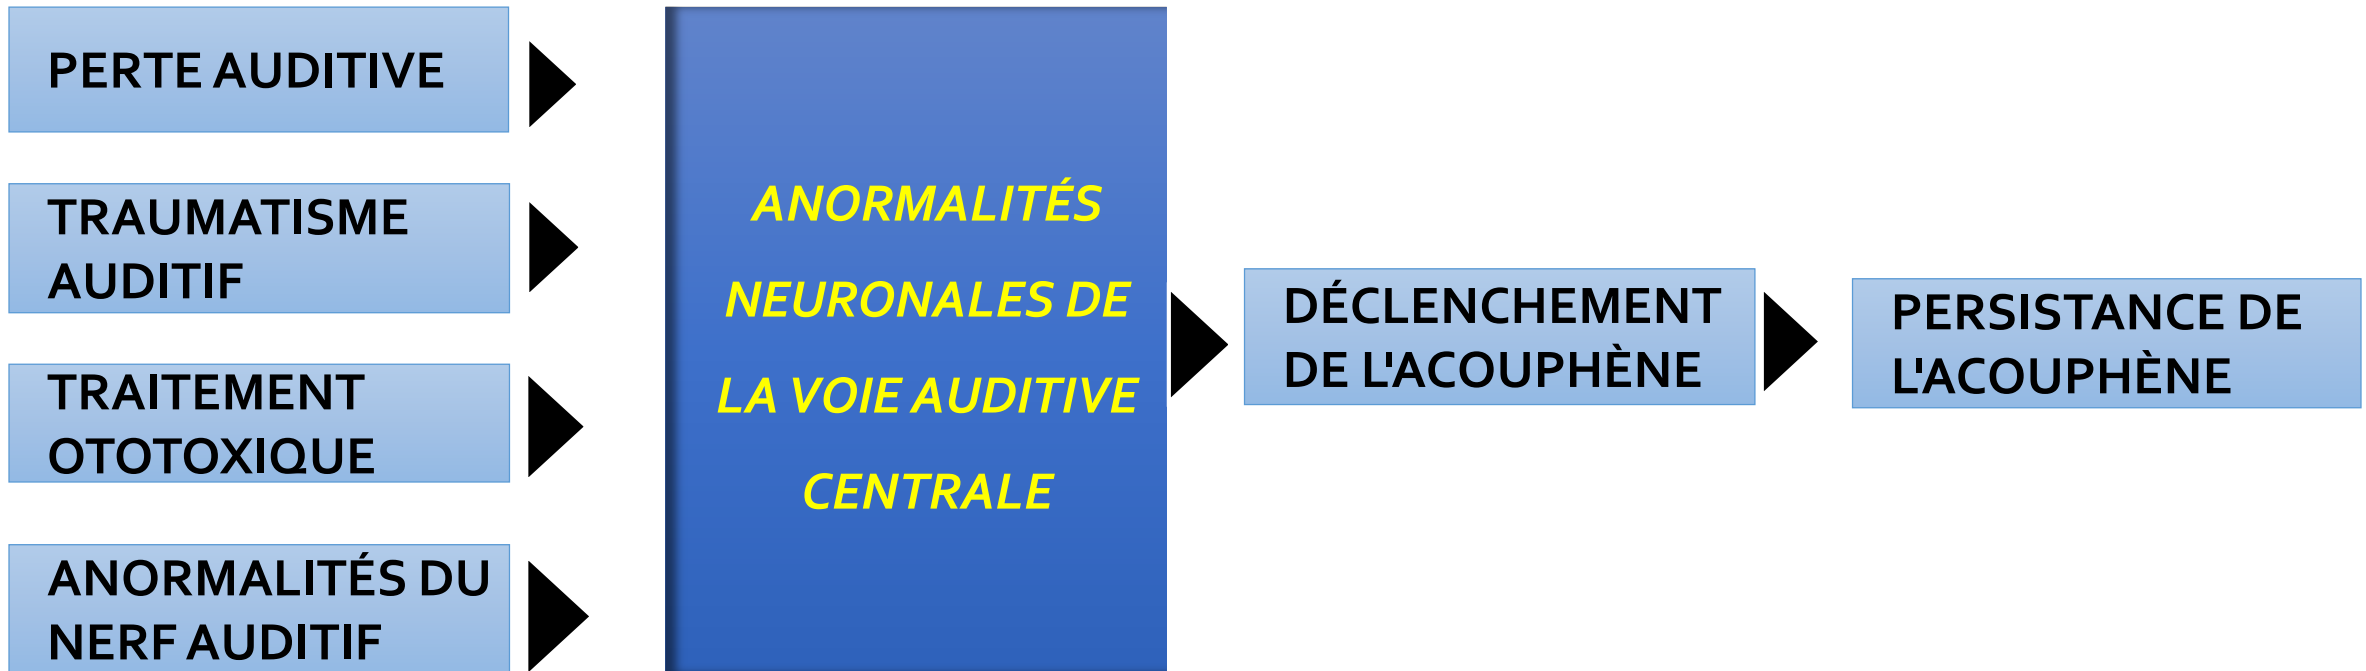 PERTE AUDITIVE
TRAUMATISME
AUDITIF
TRAITEMENT
OTOTOXIQUE
ANORMALITÉS DU
NERF AUDITIF
ANORMALITÉS
NEURONALES DE
LA VOIE AUDITIVE
CENTRALE
DÉCLENCHEMENT
DE L'ACOUPHÈNE
PERSISTANCE DE
L'ACOUPHÈNE